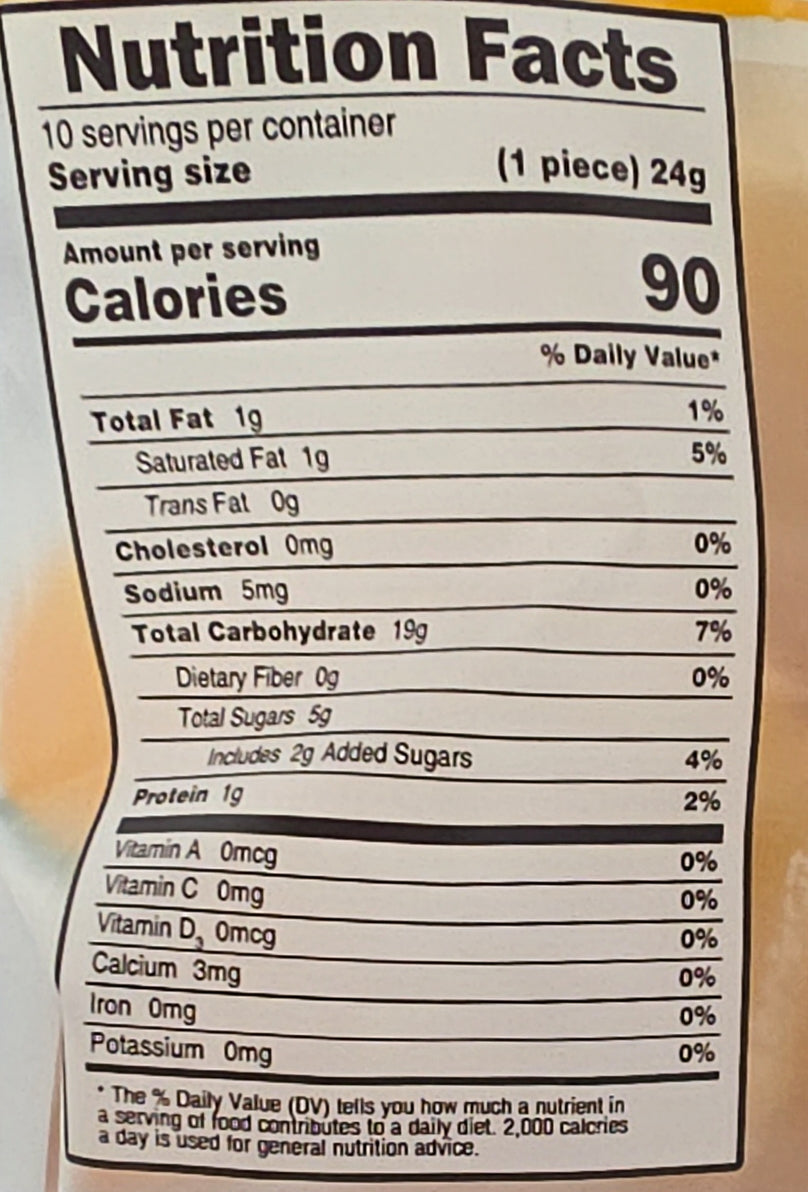 Nutrition Facts
10 servings per container
Serving size (1 piece) 24g
Amount per serving
Calories 90
% Daily Value*
Total Fat 1g 1%
Saturated Fat 1g 5%
Trans Fat 0g
Cholesterol 0mg 0%
Sodium 5mg 0%
Total Carbohydrate 19g 7%
Dietary Fiber 0g 0%
Total Sugars 5g
Includes 2g Added Sugars 4%
Protein 1g 2%
Vitamin A 0mcg 0%
Vitamin C 0mg 0%
Vitamin D₃ 0mcg 0%
Calcium 3mg 0%
Iron 0mg 0%
Potassium 0mg 0%
* The % Daily Value (DV) tells you how much a nutrient in
a serving of food contributes to a daily diet. 2,000 calories
a day is used for general nutrition advice.